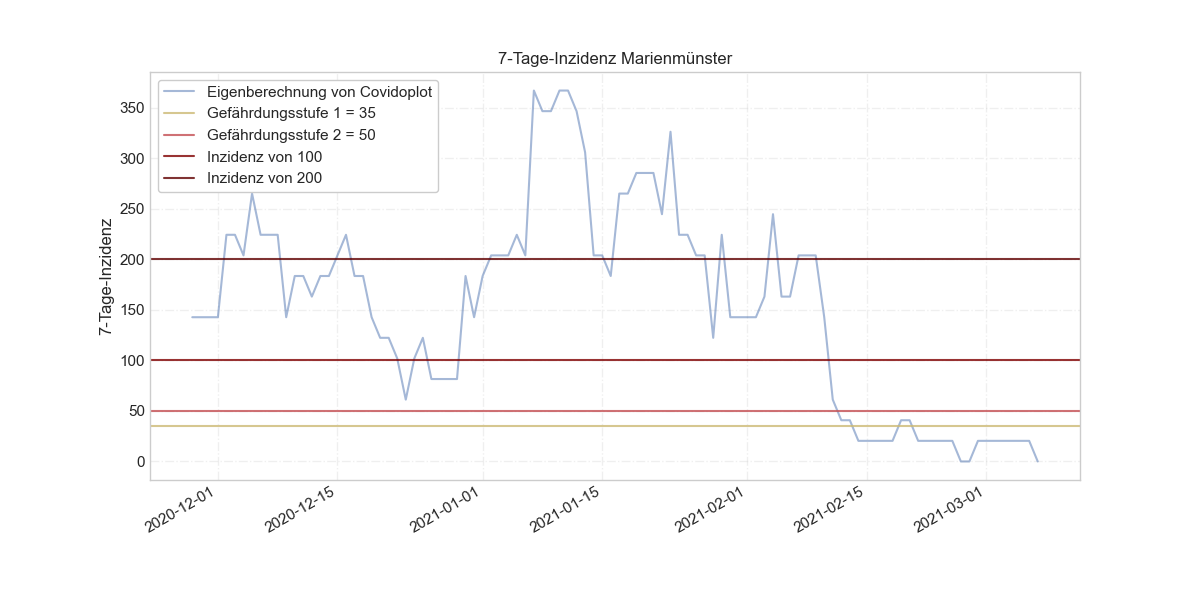 7-Tage-Inzidenz Marienmünster
Eigenberechnung von Covidoplot
Gefährdungsstufe 1 = 35
Gefährdungsstufe 2 = 50
Inzidenz von 100
Inzidenz von 200
7-Tage-Inzidenz
350
300
250
200
150
100
50
0
2020-12-01
2020-12-15
2021-01-01
2021-01-15
2021-02-01
2021-02-15
2021-03-01